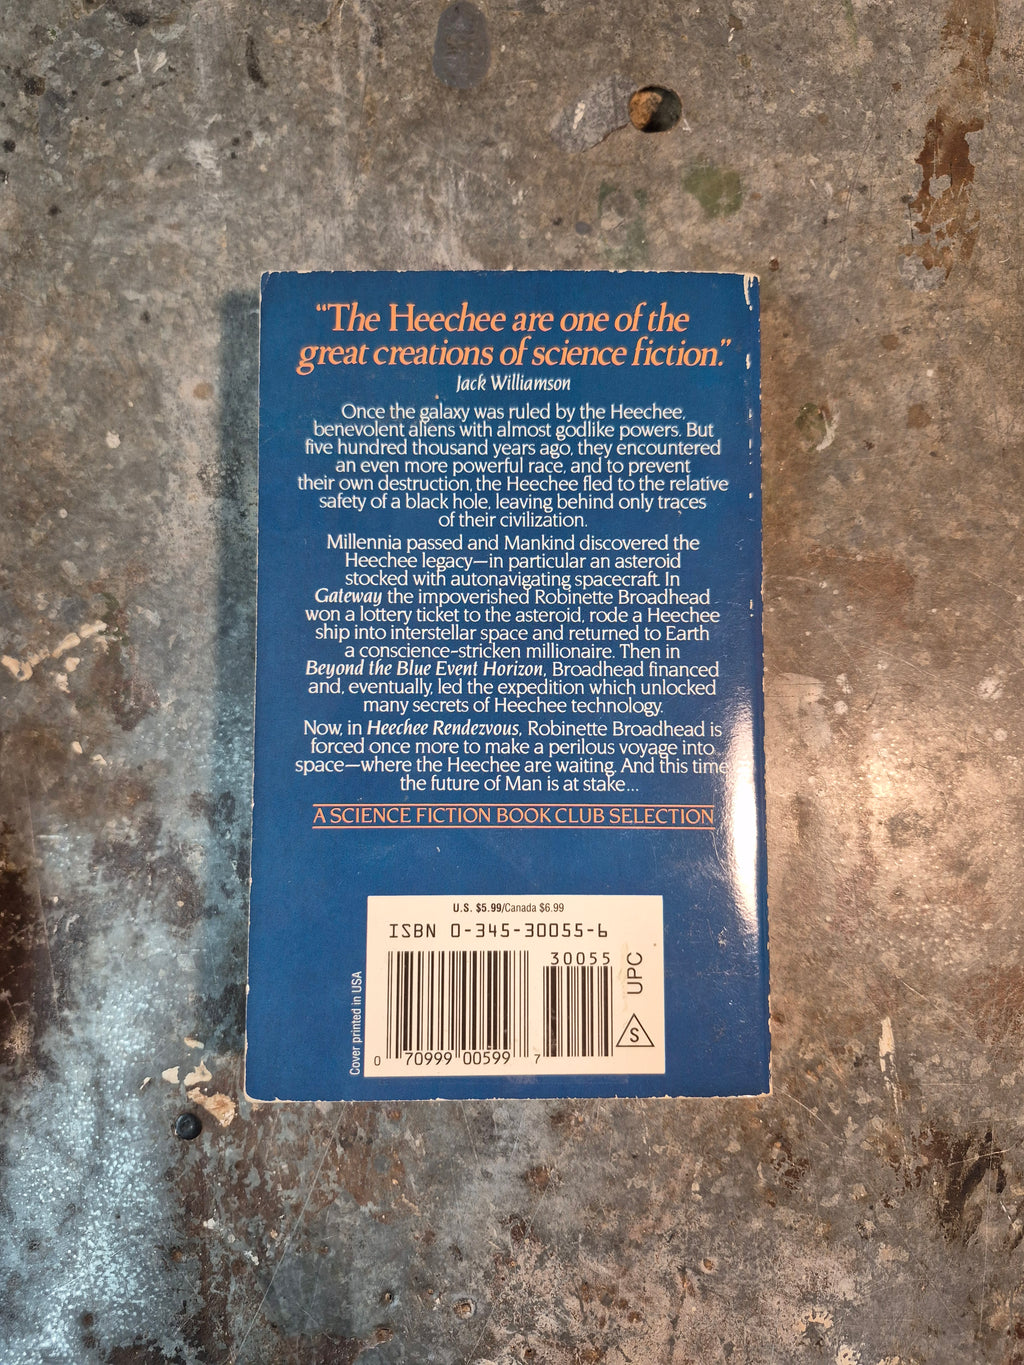 “The Heechee are one of the
great creations of science fiction.”
Jack Williamson
Once the galaxy was ruled by the Heechee,
benevolent aliens with almost godlike powers. But
five hundred thousand years ago, they encountered
an even more powerful race, and to prevent
their own destruction, the Heechee fled to the relative
safety of a black hole, leaving behind only traces
of their civilization.
Millennia passed and Mankind discovered the
Heechee legacy—in particular an asteroid
stocked with autonavigating spacecraft. In
Gateway the impoverished Robinette Broadhead
won a lottery ticket to the asteroid, rode a Heechee
ship into interstellar space and returned to Earth
a conscience-stricken millionaire. Then in
Beyond the Blue Event Horizon, Broadhead financed
and, eventually, led the expedition which unlocked
many secrets of Heechee technology.
Now, in Heechee Rendezvous, Robinette Broadhead is
forced once more to make a perilous voyage into
space—where the Heechee are waiting. And this time
the future of Man is at stake...
A SCIENCE FICTION BOOK CLUB SELECTION
U.S. $5.99/Canada $6.99
ISBN 0-345-30055-6
30055
UPC
S
0 70999 00599 7
Cover printed in USA